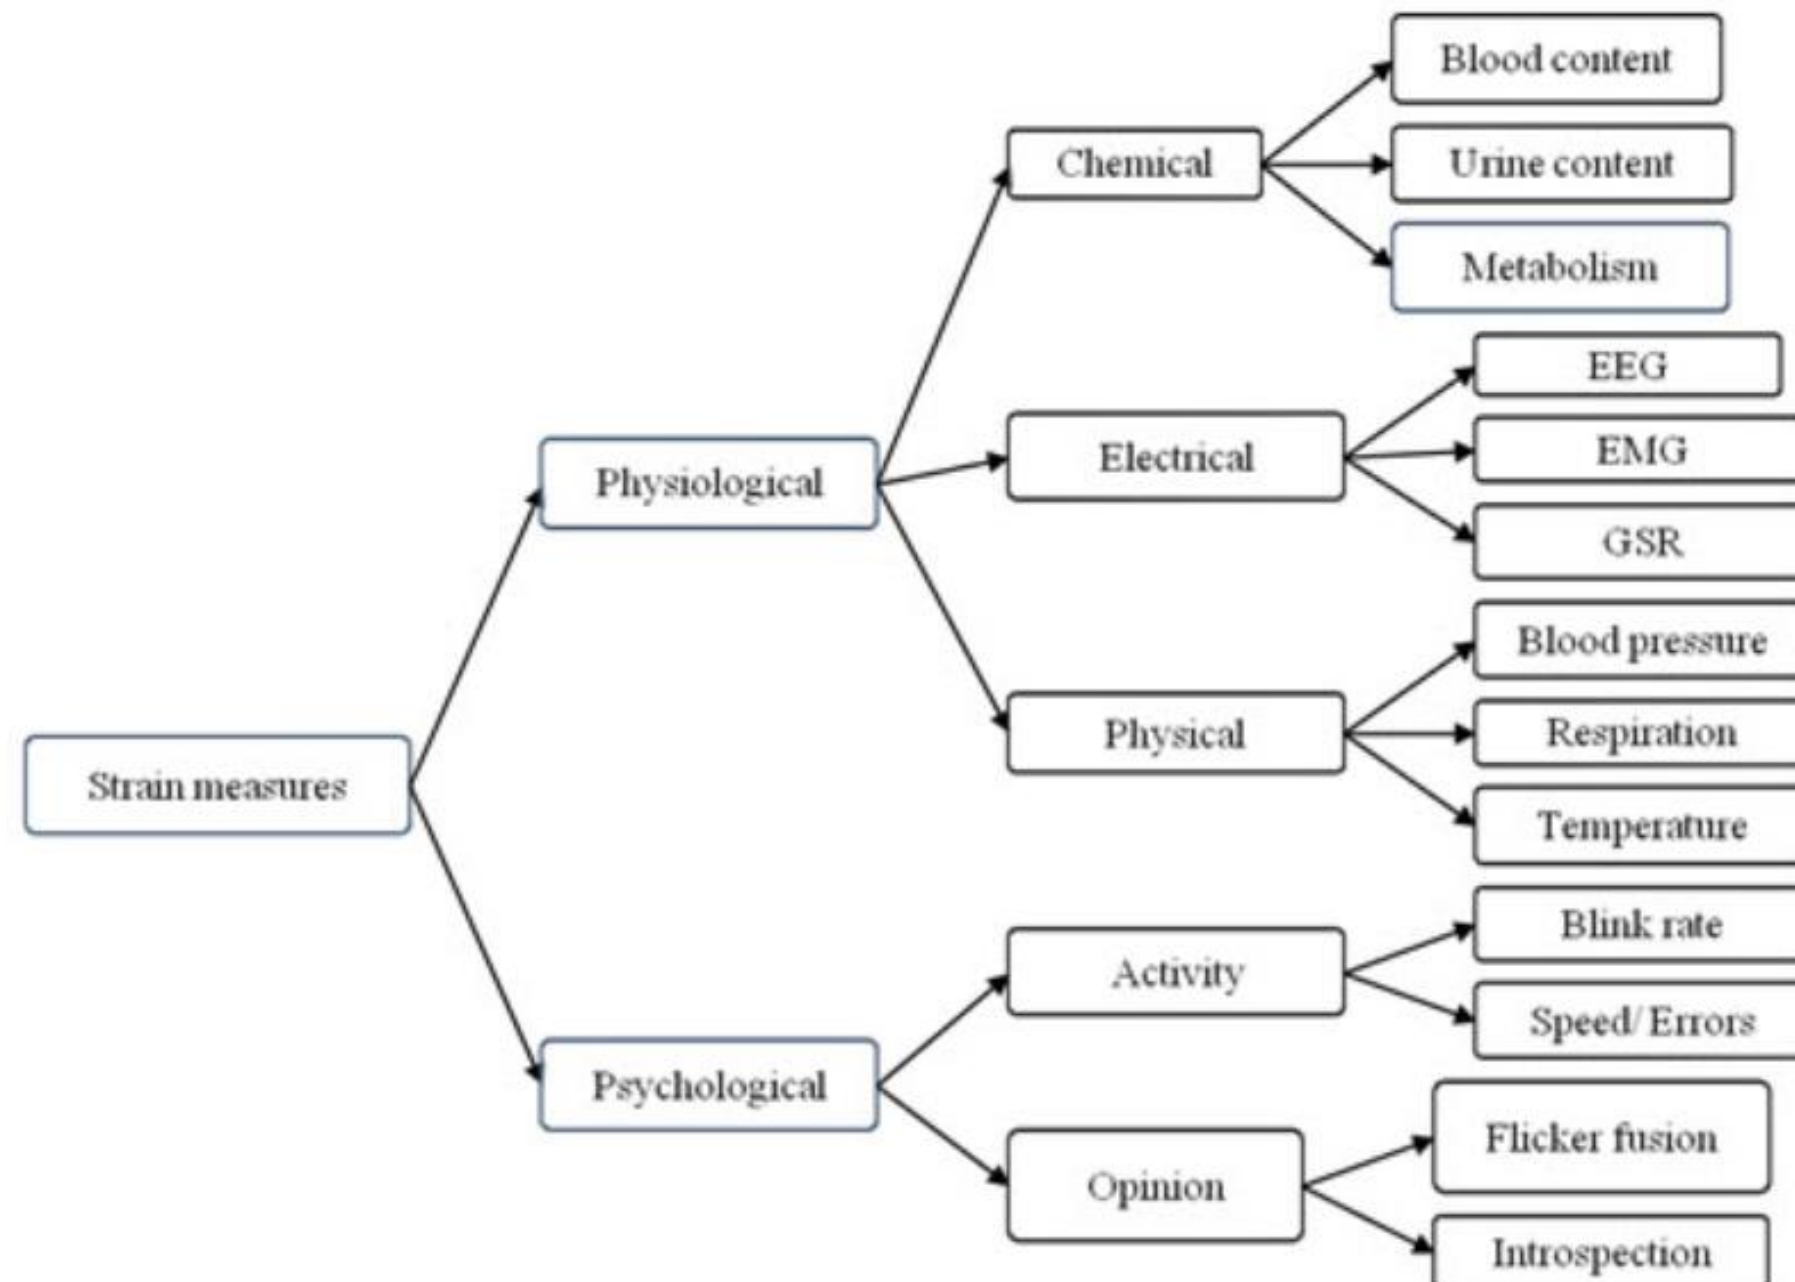 Blood content
Chemical
Urine content
Metabolism
EEG
Electrical
EMG
Physiological
GSR
Blood pressure
Physical
Respiration
Strain measures
Temperature
Blink rate
Activity
Speed/ Errors
Psychological
Flicker fusion
Opinion
Introspection